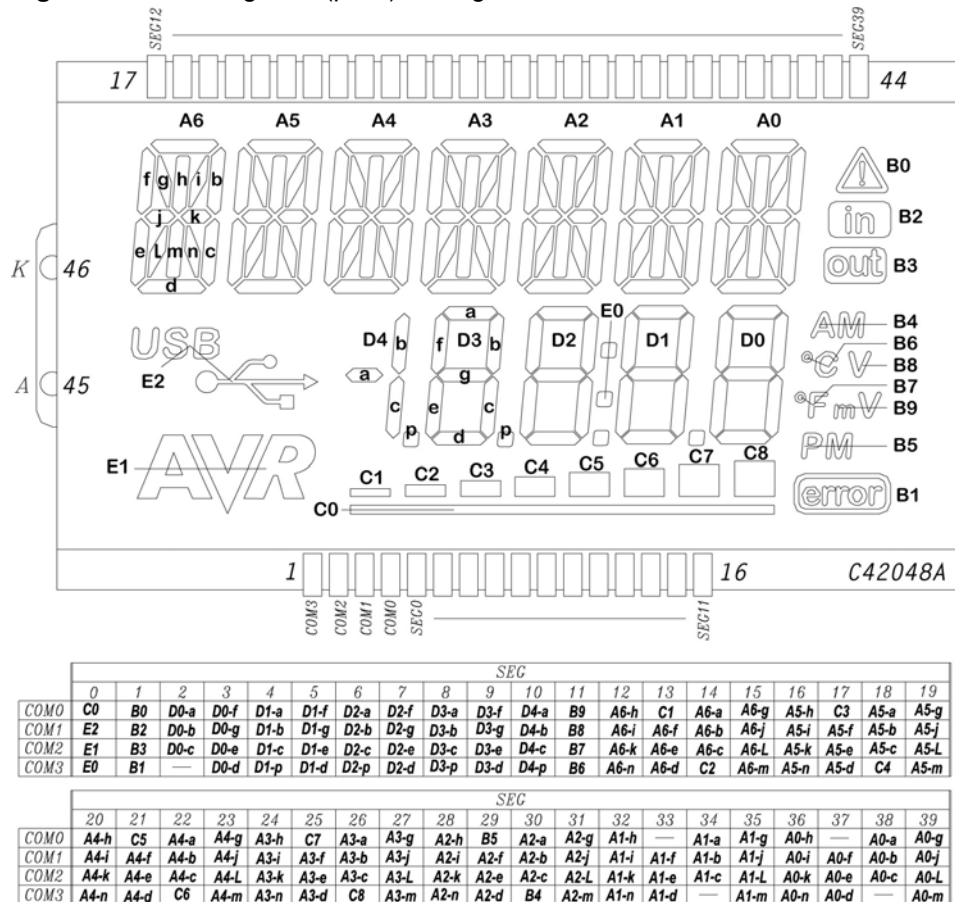 SEG12 SEG39
17 44
A6 A5 A4 A3 A2 A1 A0
f g h i b B0
j k in B2
e L m n c out B3
K 46 d
USB a E0 AM B4
D4 b f D3 b D2 D1 D0 B6
E2 a g °C V B8
A 45 °F mV B7
c e c B9
p d p PM B5
E1 AVR C1 C2 C3 C4 C5 C6 C7 C8
C0 error B1
1 16 C42048A
COM3 COM2 COM1 COM0 SEG0 SEG11
SEG
0 1 2 3 4 5 6 7 8 9 10 11 12 13 14 15 16 17 18 19
COM0 C0 B0 D0-a D0-f D1-a D1-f D2-a D2-f D3-a D3-f D4-a B9 A6-h C1 A6-a A6-g A5-h C3 A5-a A5-g
COM1 E2 B2 D0-b D0-g D1-b D1-g D2-b D2-g D3-b D3-g D4-b B8 A6-i A6-f A6-b A6-j A5-i A5-f A5-b A5-j
COM2 E1 B3 D0-c D0-e D1-c D1-e D2-c D2-e D3-c D3-e D4-c B7 A6-k A6-e A6-c A6-L A5-k A5-e A5-c A5-L
COM3 E0 B1 — D0-d D1-p D1-d D2-p D2-d D3-p D3-d D4-p B6 A6-n A6-d C2 A6-m A5-n A5-d C4 A5-m
SEG
20 21 22 23 24 25 26 27 28 29 30 31 32 33 34 35 36 37 38 39
COM0 A4-h C5 A4-a A4-g A3-h C7 A3-a A3-g A2-h B5 A2-a A2-g A1-h — A1-a A1-g A0-h — A0-a A0-g
COM1 A4-i A4-f A4-b A4-j A3-i A3-f A3-b A3-j A2-i A2-f A2-b A2-j A1-i A1-f A1-b A1-j A0-i A0-f A0-b A0-j
COM2 A4-k A4-e A4-c A4-L A3-k A3-e A3-c A3-L A2-k A2-e A2-c A2-L A1-k A1-e A1-c A1-L A0-k A0-e A0-c A0-L
COM3 A4-n A4-d C6 A4-m A3-n A3-d C8 A3-m A2-n A2-d B4 A2-m A1-n A1-d — A1-m A0-n A0-d — A0-m